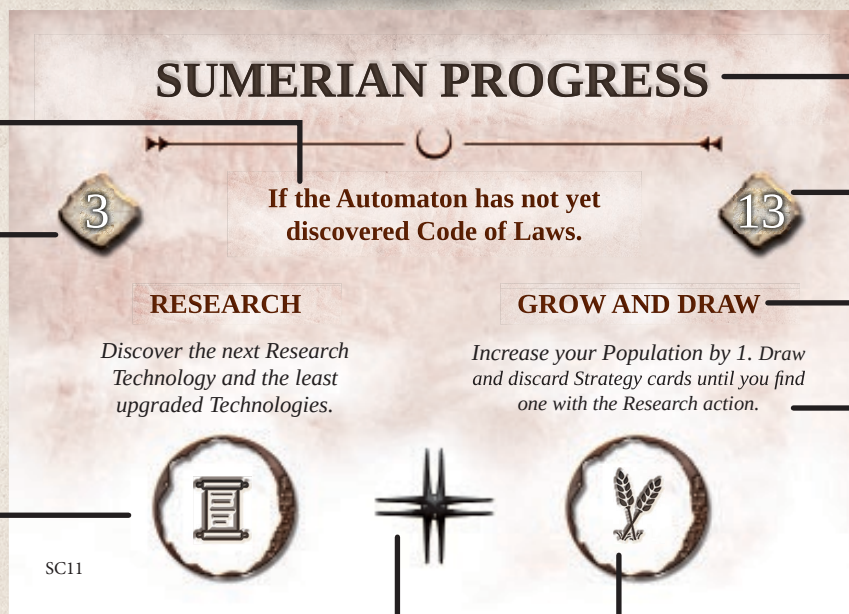 SUMERIAN PROGRESS
3
If the Automaton has not yet
discovered Code of Laws.
13
RESEARCH
Discover the next Research
Technology and the least
upgraded Technologies.
GROW AND DRAW
Increase your Population by 1. Draw
and discard Strategy cards until you find
one with the Research action.
SC11